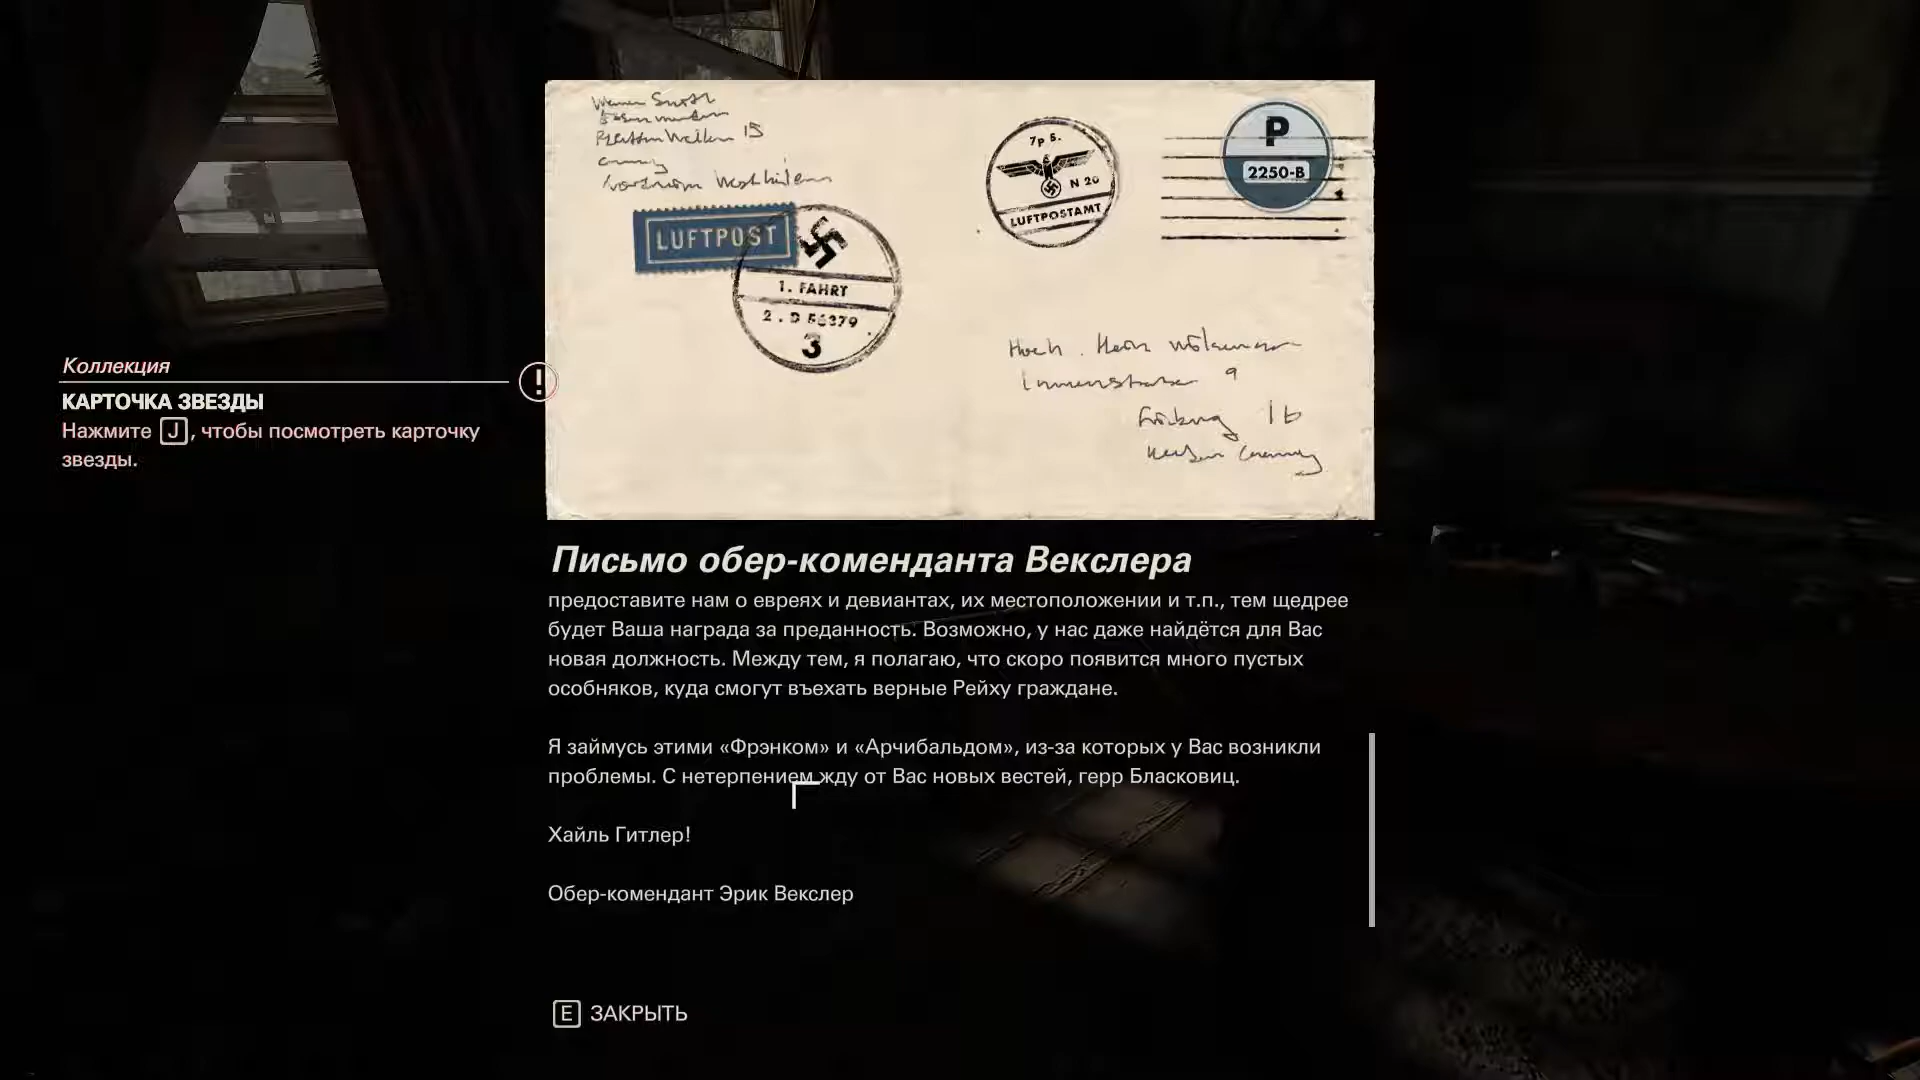 7p 5.
N 20
LUFTPOSTAMT
P
2250-B
LUFTPOST
1. FAHRT
2. D 56379
3
Коллекция
!
КАРТОЧКА ЗВЕЗДЫ
Нажмите J, чтобы посмотреть карточку
звезды.
Письмо обер-коменданта Векслера
предоставите нам о евреях и девиантах, их местоположении и т.п., тем щедрее
будет Ваша награда за преданность. Возможно, у нас даже найдётся для Вас
новая должность. Между тем, я полагаю, что скоро появится много пустых
особняков, куда смогут въехать верные Рейху граждане.
Я займусь этими «Фрэнком» и «Арчибальдом», из-за которых у Вас возникли
проблемы. С нетерпением жду от Вас новых вестей, герр Бласковиц.
Хайль Гитлер!
Обер-комендант Эрик Векслер
E ЗАКРЫТЬ